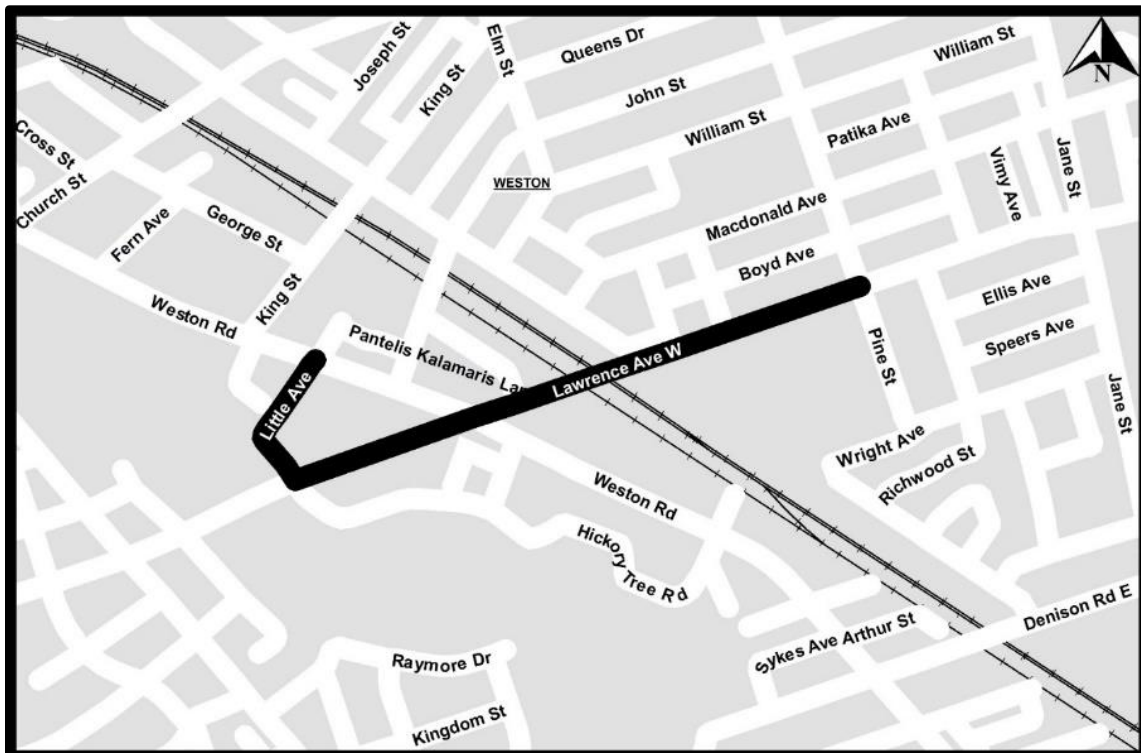 Joseph St
King St
Elm St
Queens Dr
William St
N
John St
William St
Patika Ave
Cross St
Church St
Fern Ave
George St
WESTON
Vimy Ave
Jane St
Macdonald Ave
Boyd Ave
Ellis Ave
Weston Rd
King St
Pantelis Kalamaris
Lawrence Ave W
Pine St
Speers Ave
Little Ave
Jane St
Wright Ave
Richwood St
Weston Rd
Hickory Tree Rd
Denison Rd E
Sykes Ave
Arthur St
Raymore Dr
Kingdom St